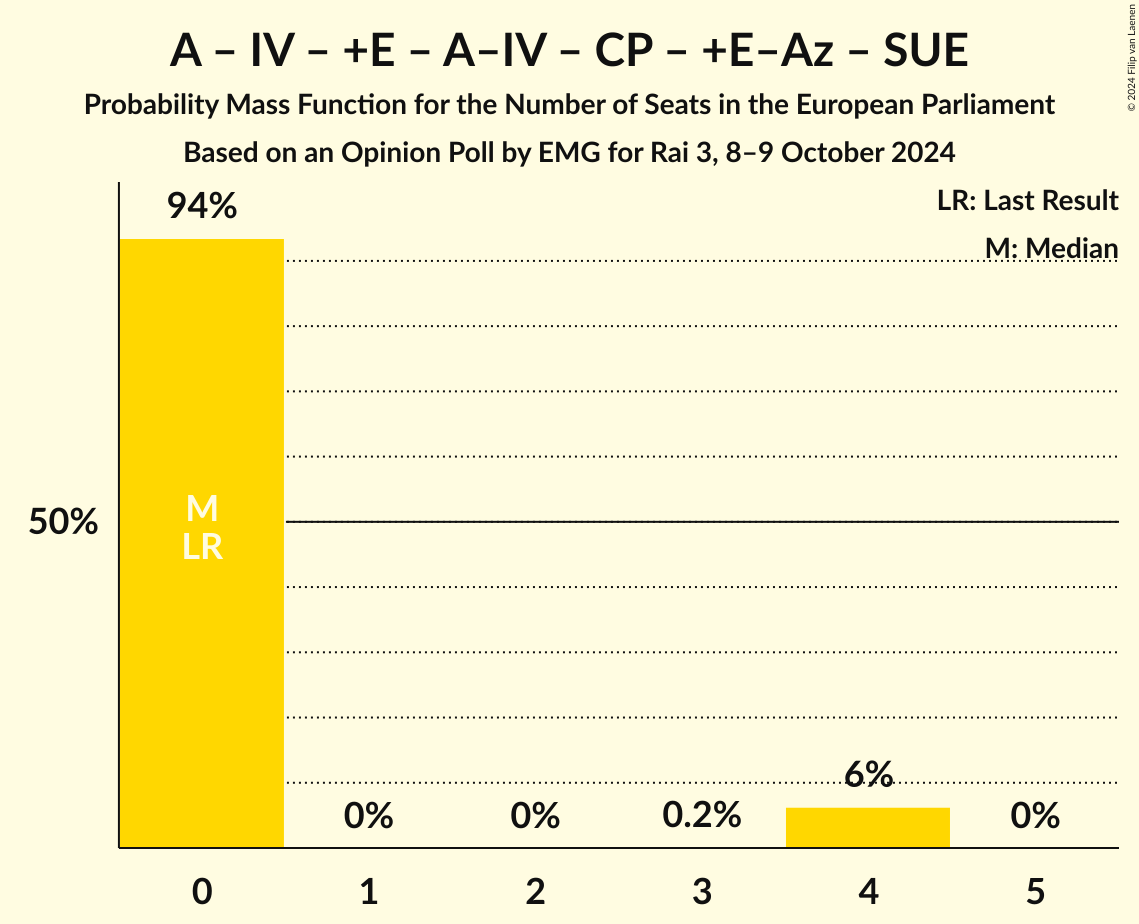 A – IV – +E – A–IV – CP – +E–Az – SUE
Probability Mass Function for the Number of Seats in the European Parliament
Based on an Opinion Poll by EMG for Rai 3, 8–9 October 2024
© 2024 Filip van Laenen
LR: Last Result
M: Median
94%
50%
M
LR
0%
0%
0.2%
6%
0%
0 1 2 3 4 5